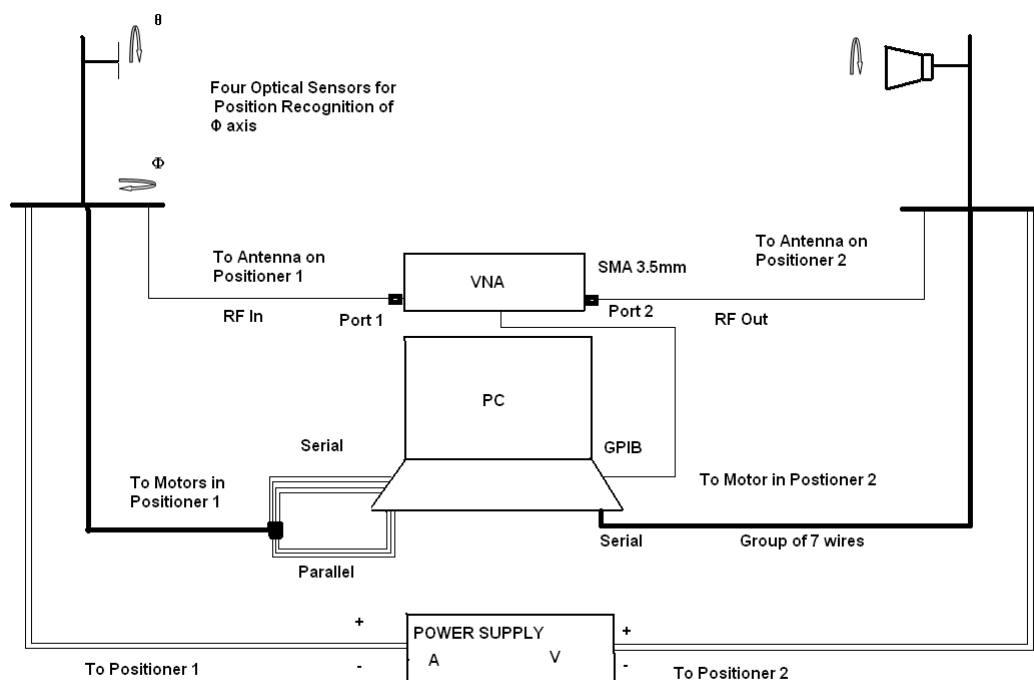 θ
Four Optical Sensors for
Position Recognition of
Φ axis
Φ
To Antenna on
Positioner 1
VNA
SMA 3.5mm
To Antenna on
Positioner 2
RF In
Port 1
Port 2
RF Out
PC
Serial
GPIB
To Motors in
Positioner 1
To Motor in Postioner 2
Serial
Group of 7 wires
Parallel
+
POWER SUPPLY
+
A
V
-
-
To Positioner 1
To Positioner 2